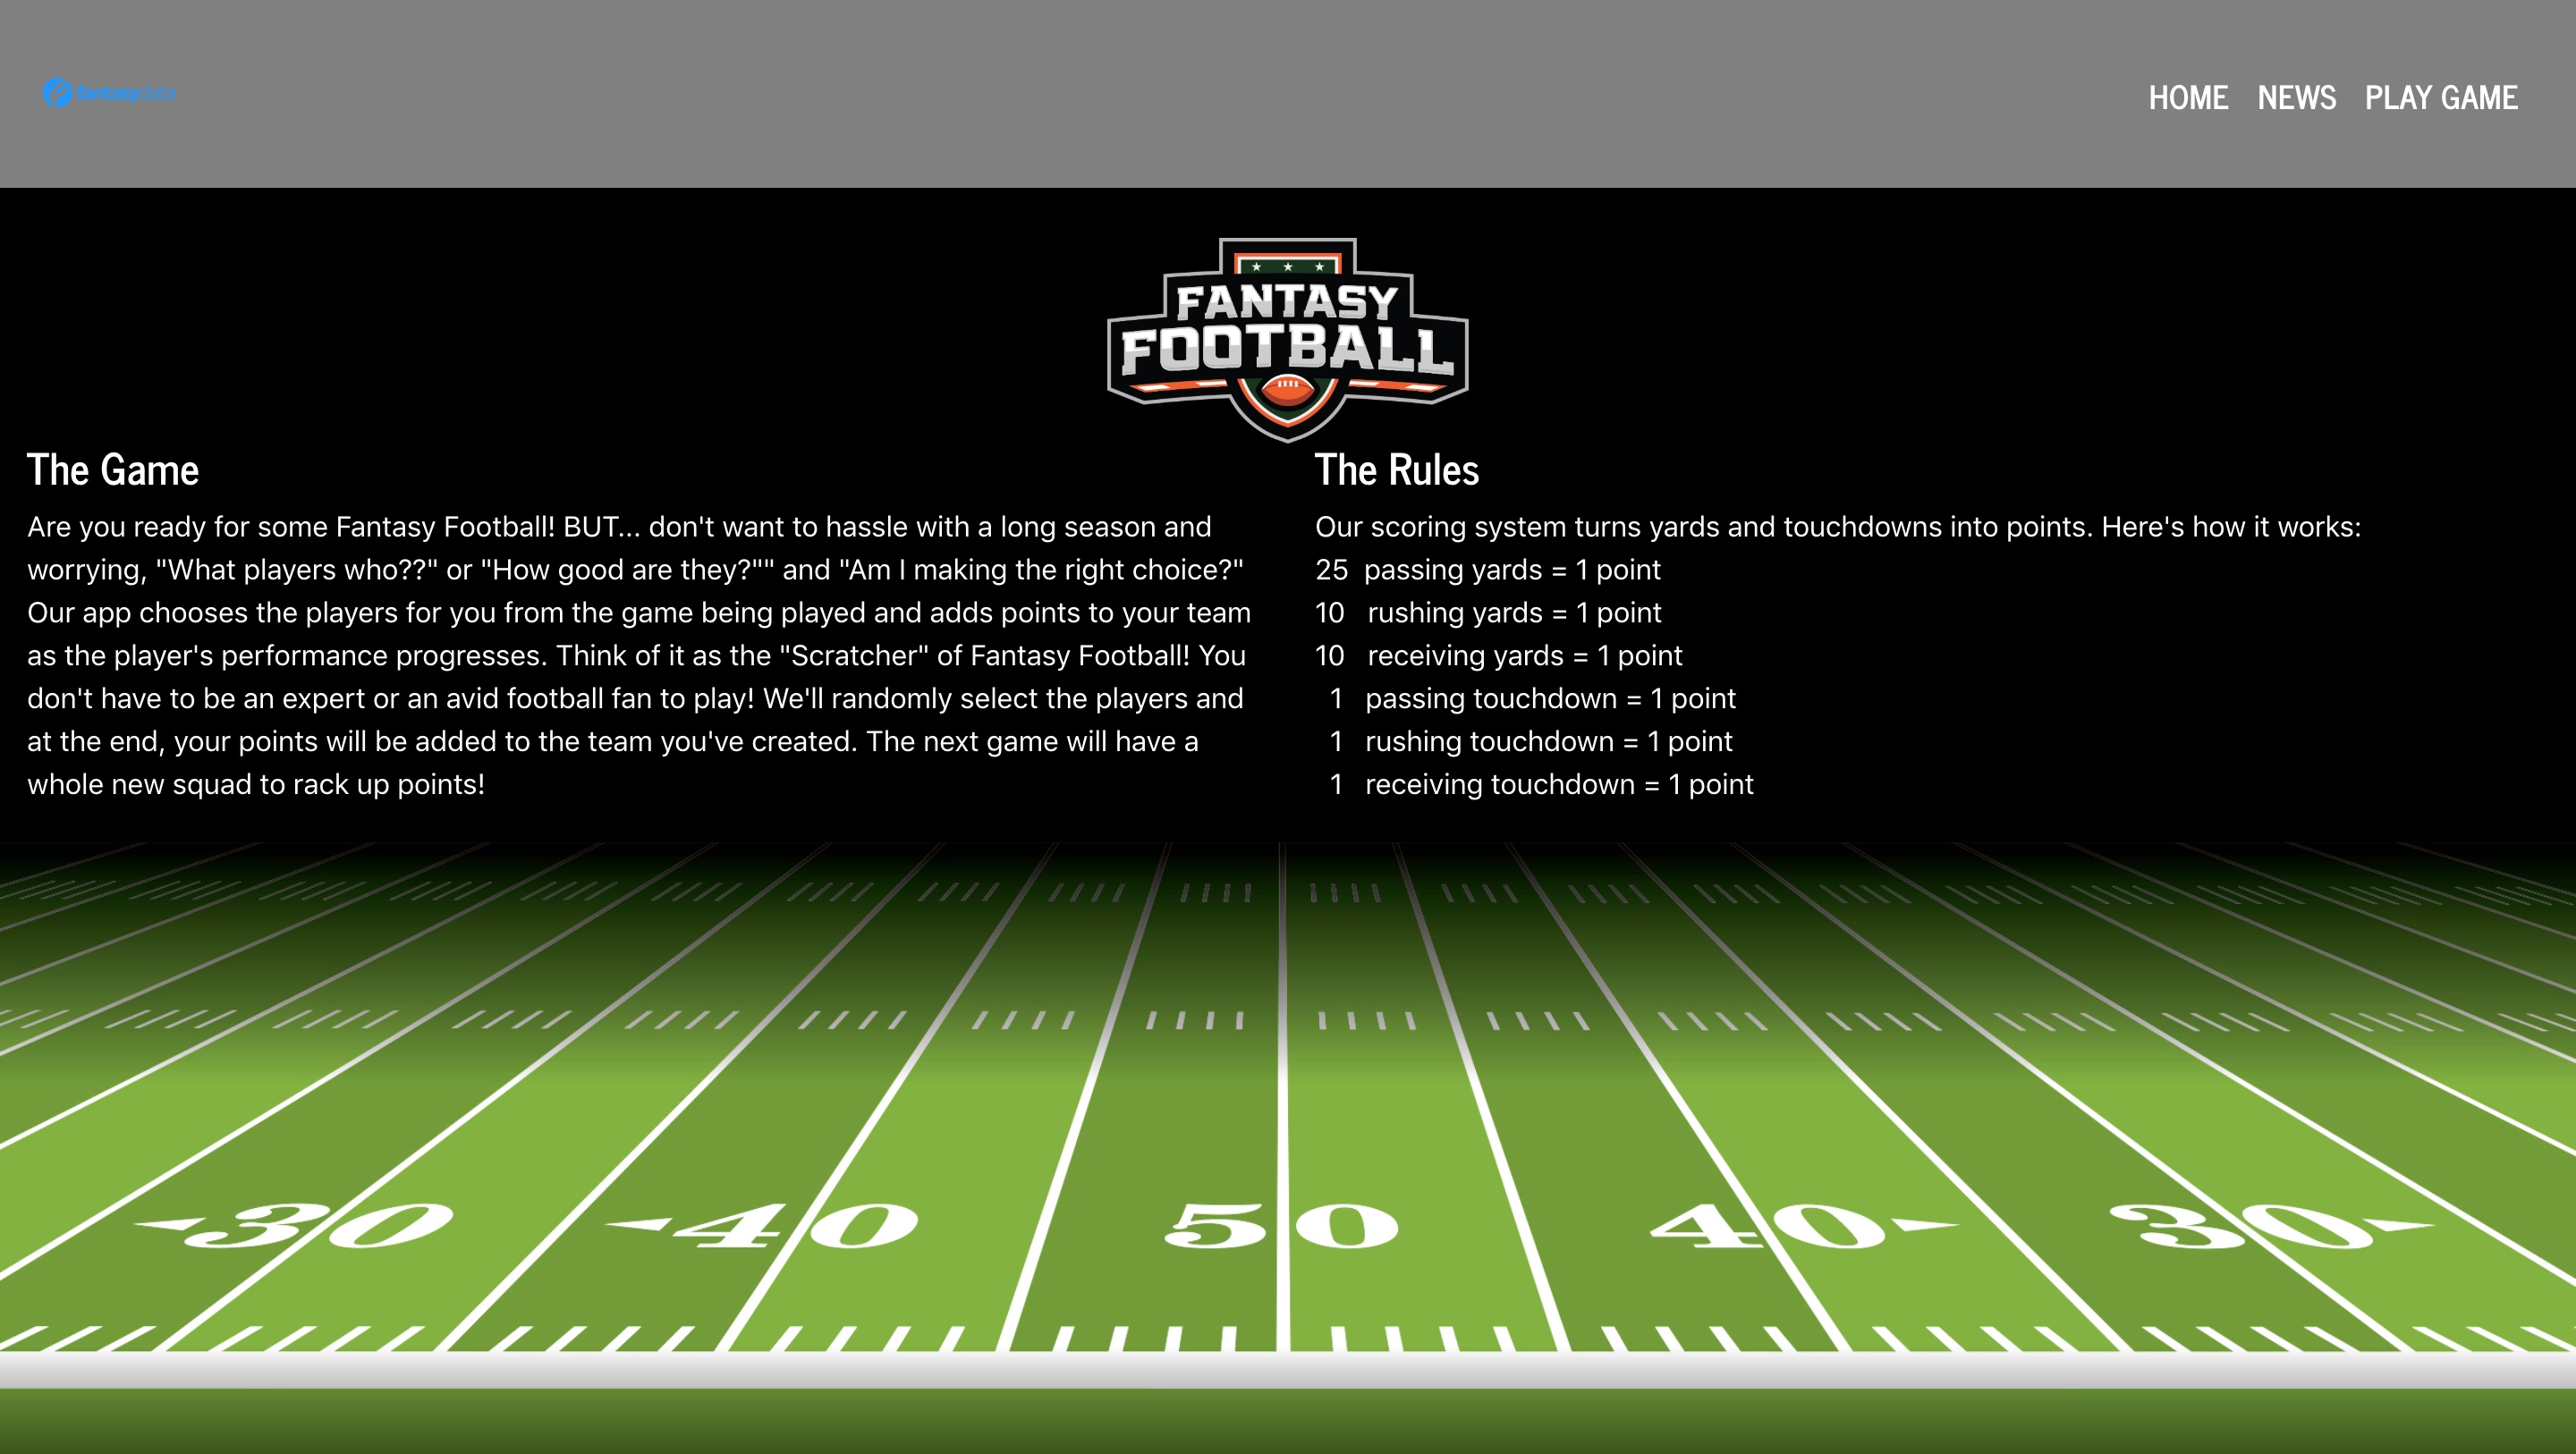 fantasydata
HOME NEWS PLAY GAME
FANTASY
FOOTBALL
The Game
Are you ready for some Fantasy Football! BUT... don't want to hassle with a long season and
worrying, "What players who??" or "How good are they?"" and "Am I making the right choice?"
Our app chooses the players for you from the game being played and adds points to your team
as the player's performance progresses. Think of it as the "Scratcher" of Fantasy Football! You
don't have to be an expert or an avid football fan to play! We'll randomly select the players and
at the end, your points will be added to the team you've created. The next game will have a
whole new squad to rack up points!
The Rules
Our scoring system turns yards and touchdowns into points. Here's how it works:
25 passing yards = 1 point
10 rushing yards = 1 point
10 receiving yards = 1 point
1 passing touchdown = 1 point
1 rushing touchdown = 1 point
1 receiving touchdown = 1 point
30 40 50 40 30